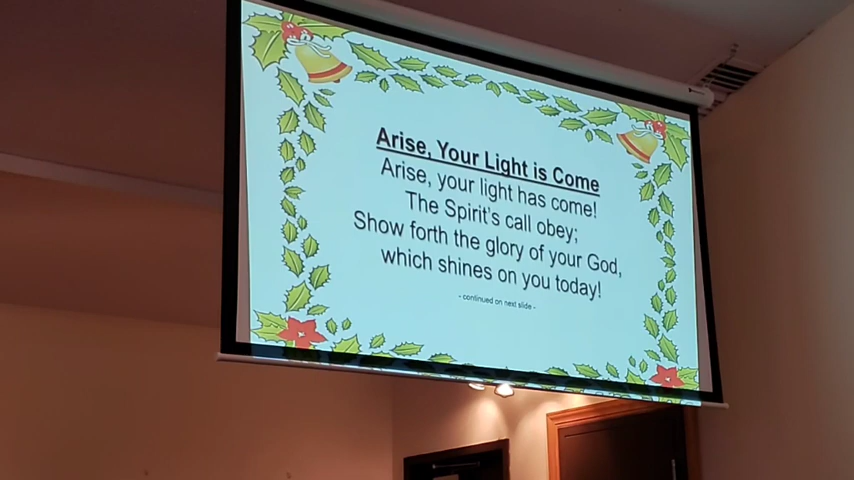 Arise, Your Light is Come
Arise, your light has come!
The Spirit's call obey;
Show forth the glory of your God,
which shines on you today!
- continued on next slide -